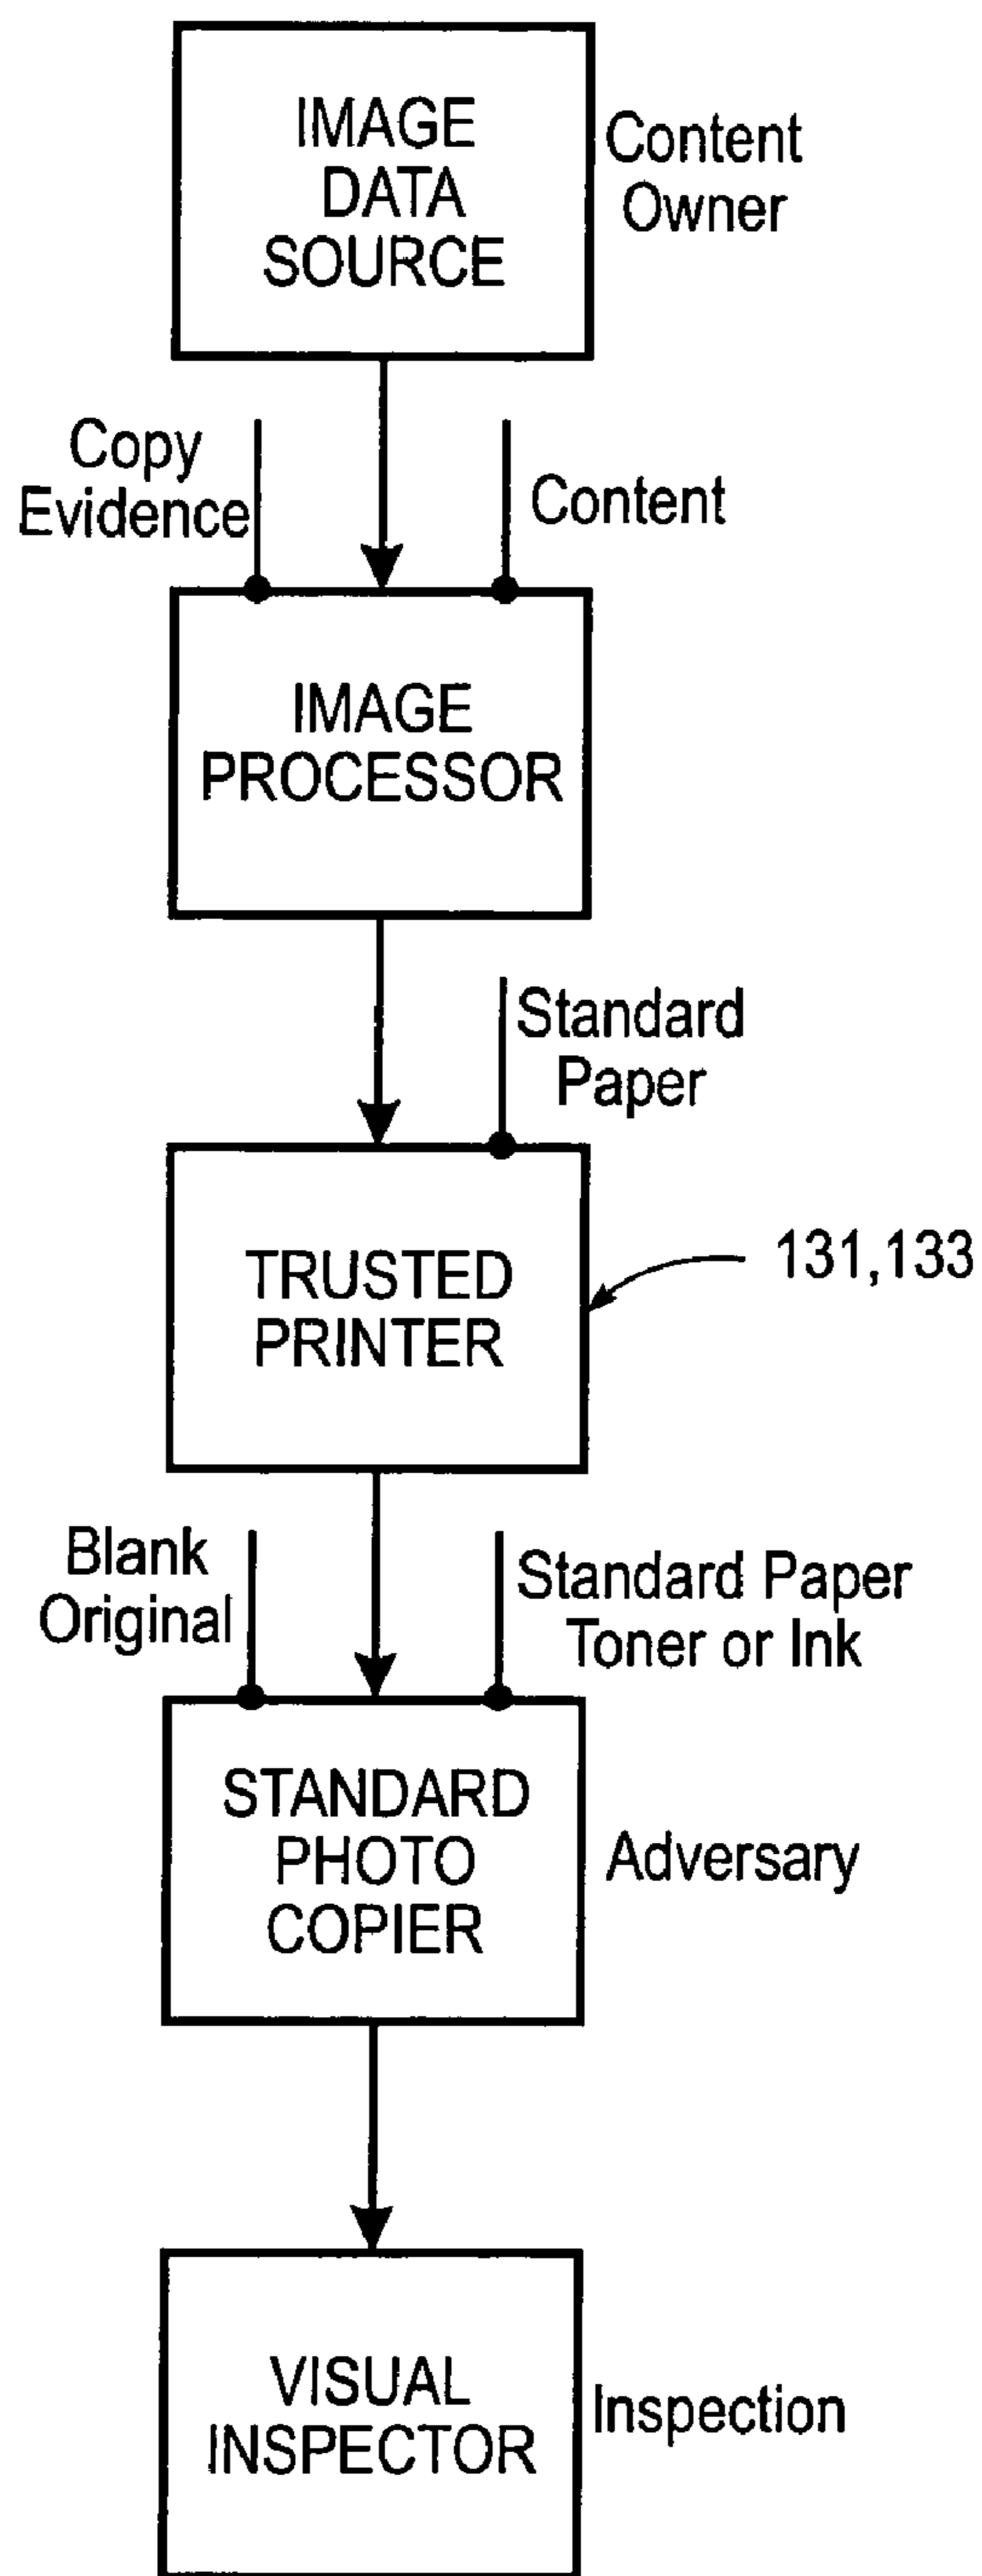 IMAGE
DATA
SOURCE
Content
Owner
Copy
Evidence
Content
IMAGE
PROCESSOR
Standard
Paper
TRUSTED
PRINTER
131,133
Blank
Original
Standard Paper
Toner or Ink
STANDARD
PHOTO
COPIER
Adversary
VISUAL
INSPECTOR
Inspection